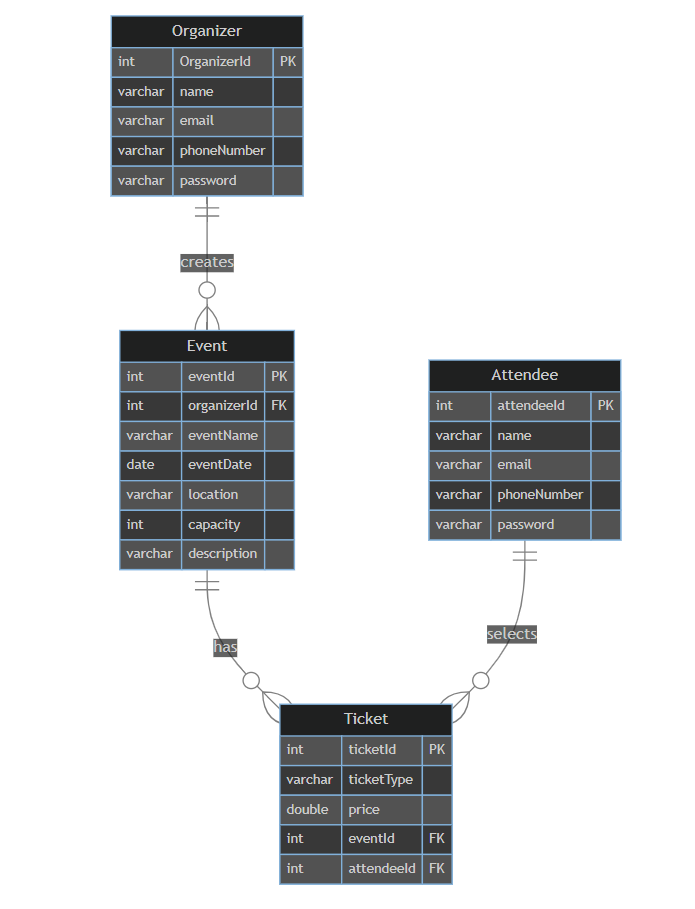 Organizer
int OrganizerId PK
varchar name
varchar email
varchar phoneNumber
varchar password
creates
Event
int eventId PK
int organizerId FK
varchar eventName
date eventDate
varchar location
int capacity
varchar description
Attendee
int attendeeId PK
varchar name
varchar email
varchar phoneNumber
varchar password
has
selects
Ticket
int ticketId PK
varchar ticketType
double price
int eventId FK
int attendeeId FK